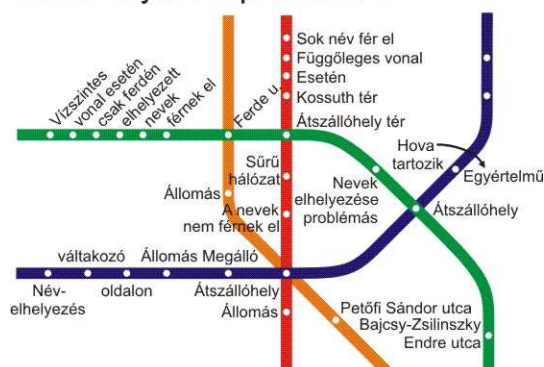 Sok név fér el
Függőleges vonal
Esetén
Kossuth tér
Vízszintes
vonal esetén
csak ferdén
elhelyezett
nevek
férnek el
Ferde u.
Átszállóhely tér
Hova
tartozik
Egyértelmű
Sűrű
hálózat
Állomás
A nevek
nem férnek el
Nevek
elhelyezése
problémás
Átszállóhely
váltakozó
Állomás Megálló
Név-
elhelyezés
oldalon
Átszállóhely
Állomás
Petőfi Sándor utca
Bajcsy-Zsilinszky
Endre utca